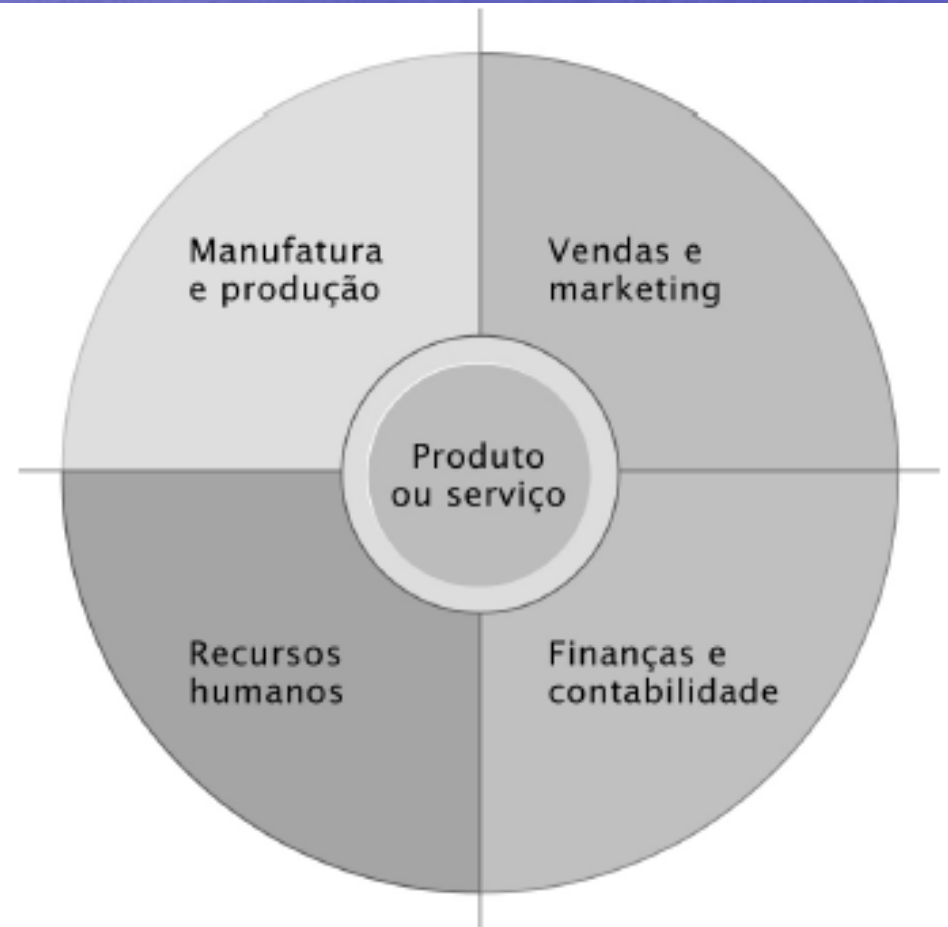 Manufatura
e produção
Vendas e
marketing
Produto
ou serviço
Recursos
humanos
Finanças e
contabilidade